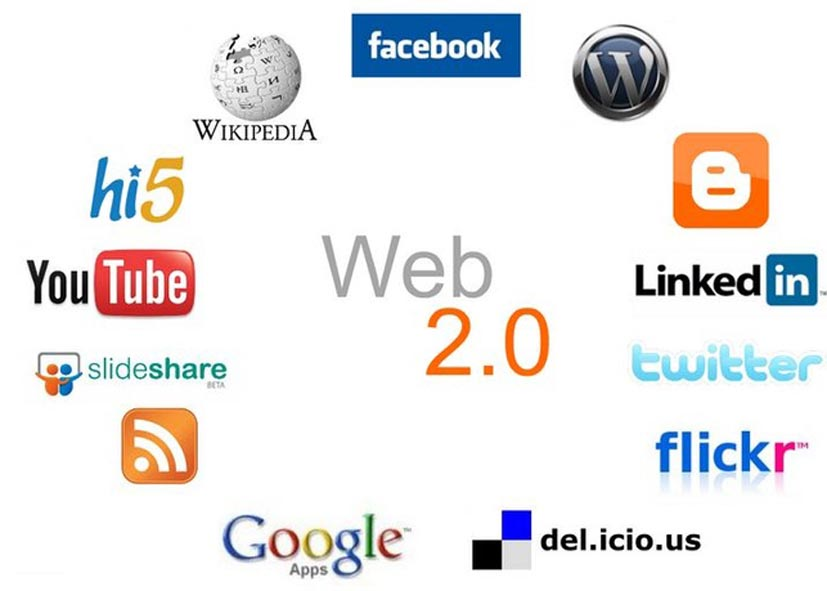 facebook
WIKIPEDIA
W
hi5
B
YouTube
Linked in
Web
2.0
slideshare
BETA
twitter
flickr
Google
Apps
del.icio.us